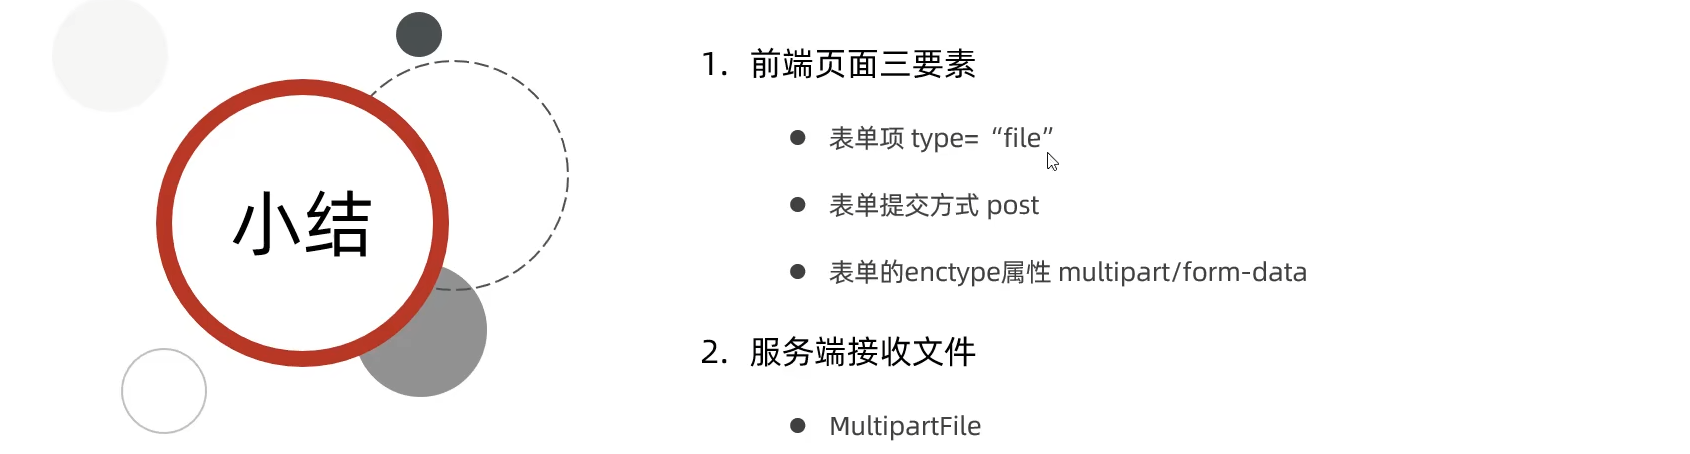 小结
1. 前端页面三要素
● 表单项 type=“file”
● 表单提交方式 post
● 表单的enctype属性 multipart/form-data
2. 服务端接收文件
● MultipartFile